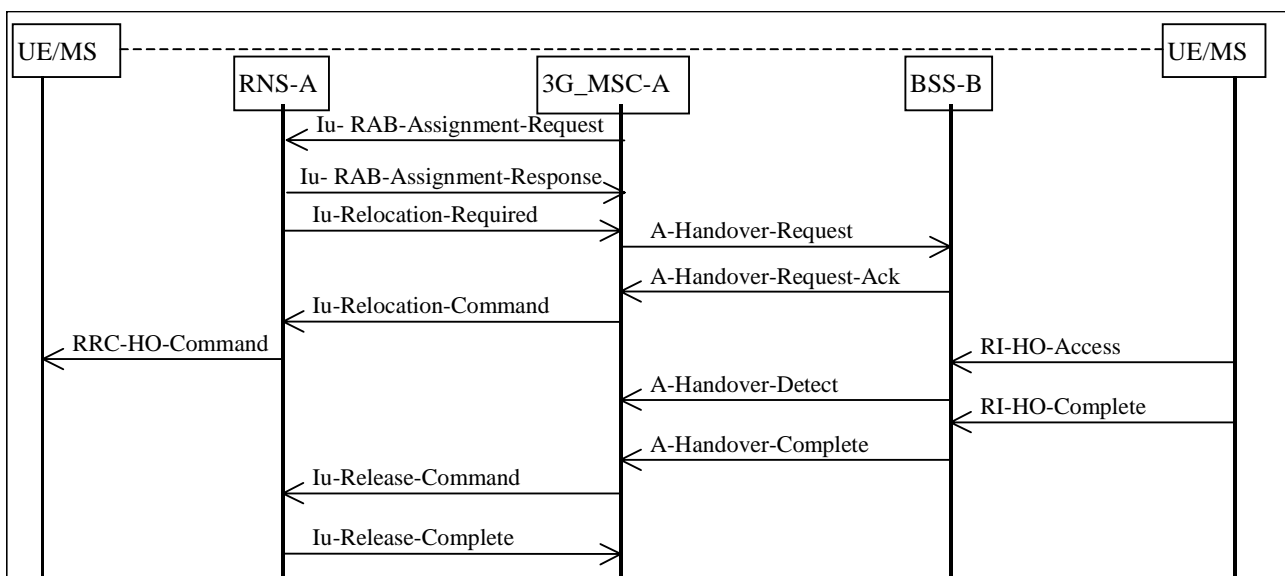 UE/MS
UE/MS
RNS-A
3G_MSC-A
BSS-B
Iu- RAB-Assignment-Request
Iu- RAB-Assignment-Response
Iu-Relocation-Required
A-Handover-Request
A-Handover-Request-Ack
Iu-Relocation-Command
RRC-HO-Command
RI-HO-Access
A-Handover-Detect
RI-HO-Complete
A-Handover-Complete
Iu-Release-Command
Iu-Release-Complete